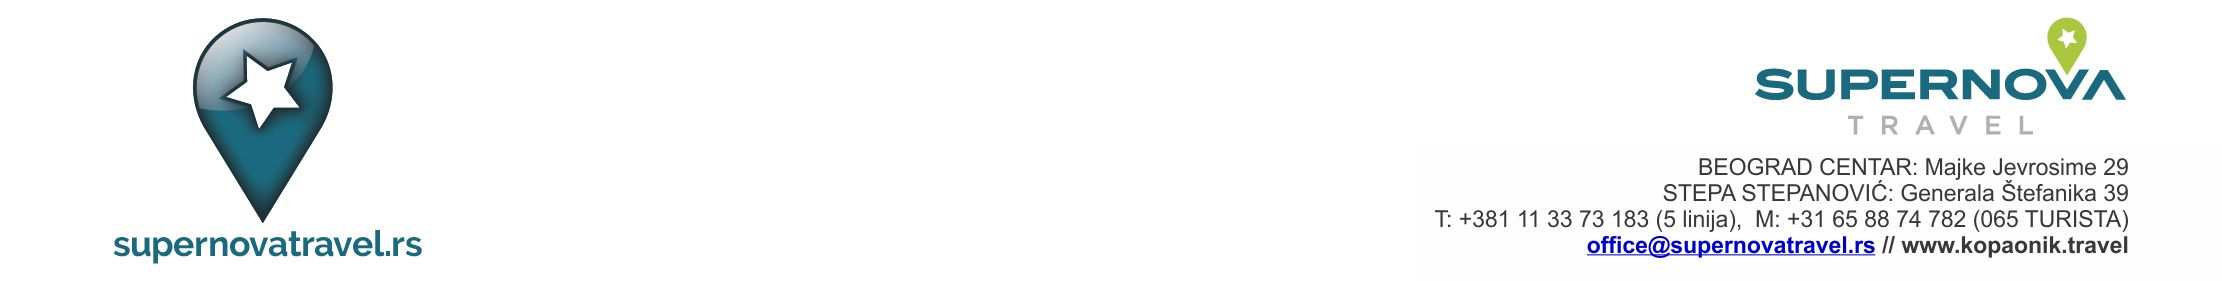 supernovatravel.rs
SUPERNOVA
TRAVEL
BEOGRAD CENTAR: Majke Jevrosime 29
STEPA STEPANOVIĆ: Generala Štefanika 39
T: +381 11 33 73 183 (5 linija), M: +31 65 88 74 782 (065 TURISTA)
office@supernovatravel.rs // www.kopaonik.travel